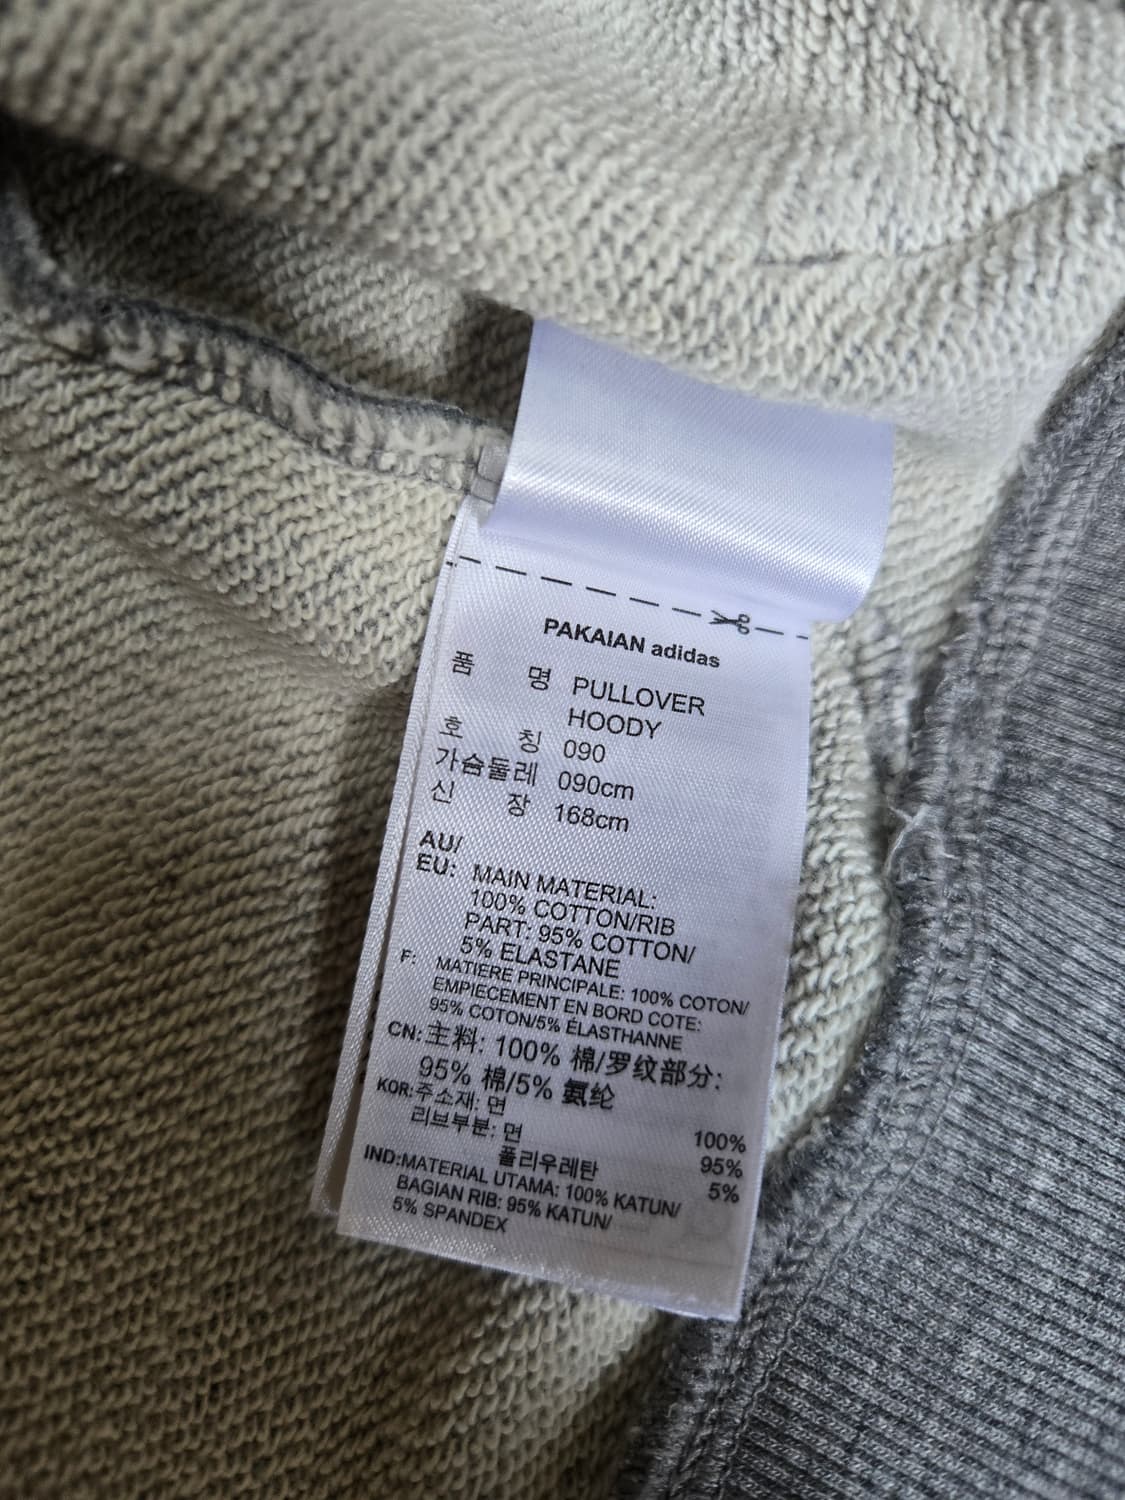 PAKAIAN adidas
품 명 PULLOVER
HOODY
호 칭 090
가슴둘레 090cm
신 장 168cm
AU/
EU: MAIN MATERIAL:
100% COTTON/RIB
PART: 95% COTTON/
5% ELASTANE
F: MATIERE PRINCIPALE: 100% COTON/
EMPIECEMENT EN BORD COTE:
95% COTON/5% ÉLASTHANNE
CN: 主料: 100% 棉/罗纹部分:
95% 棉/5% 氨纶
KOR: 주소재: 면 100%
리브부분: 면 95%
폴리우레탄 5%
IND: MATERIAL UTAMA: 100% KATUN/
BAGIAN RIB: 95% KATUN/
5% SPANDEX